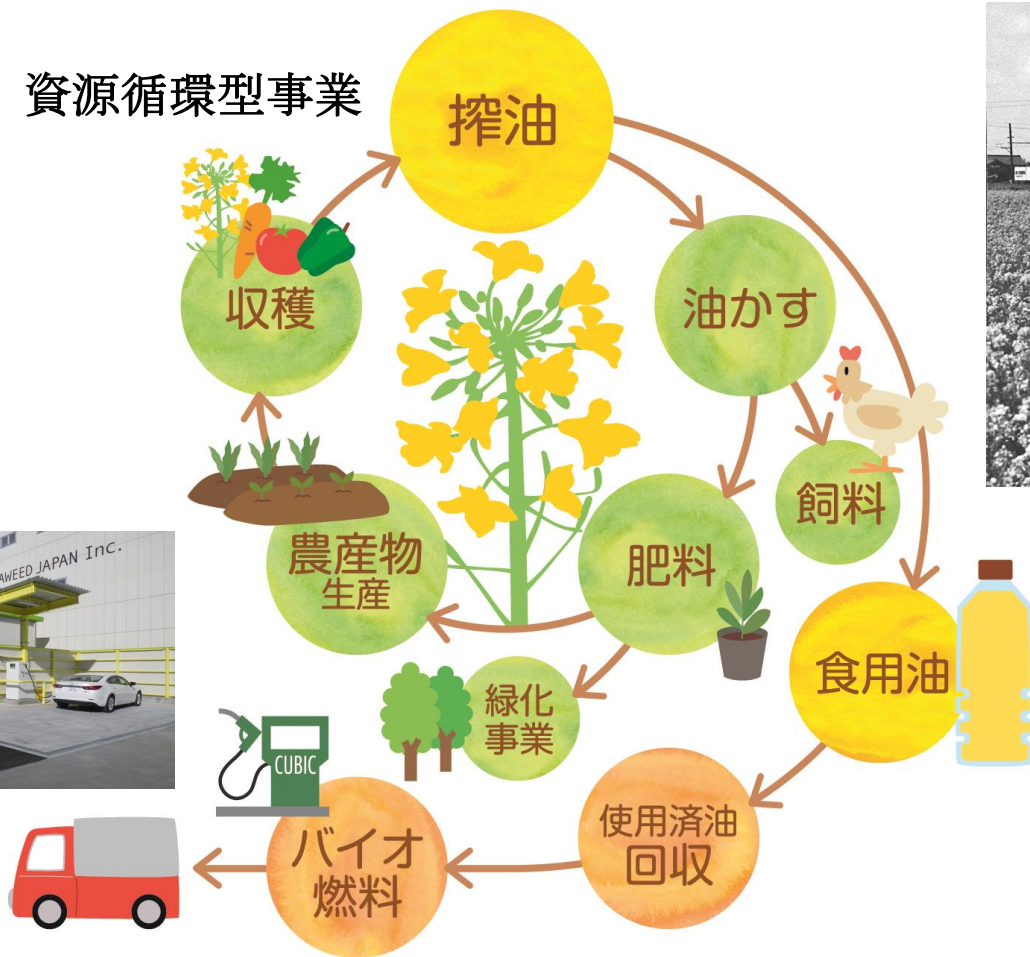 資源循環型事業
搾油
収穫
油かす
飼料
農産物
生産
肥料
食用油
緑化
事業
AWEED JAPAN Inc.
CUBIC
使用済油
回収
バイオ
燃料